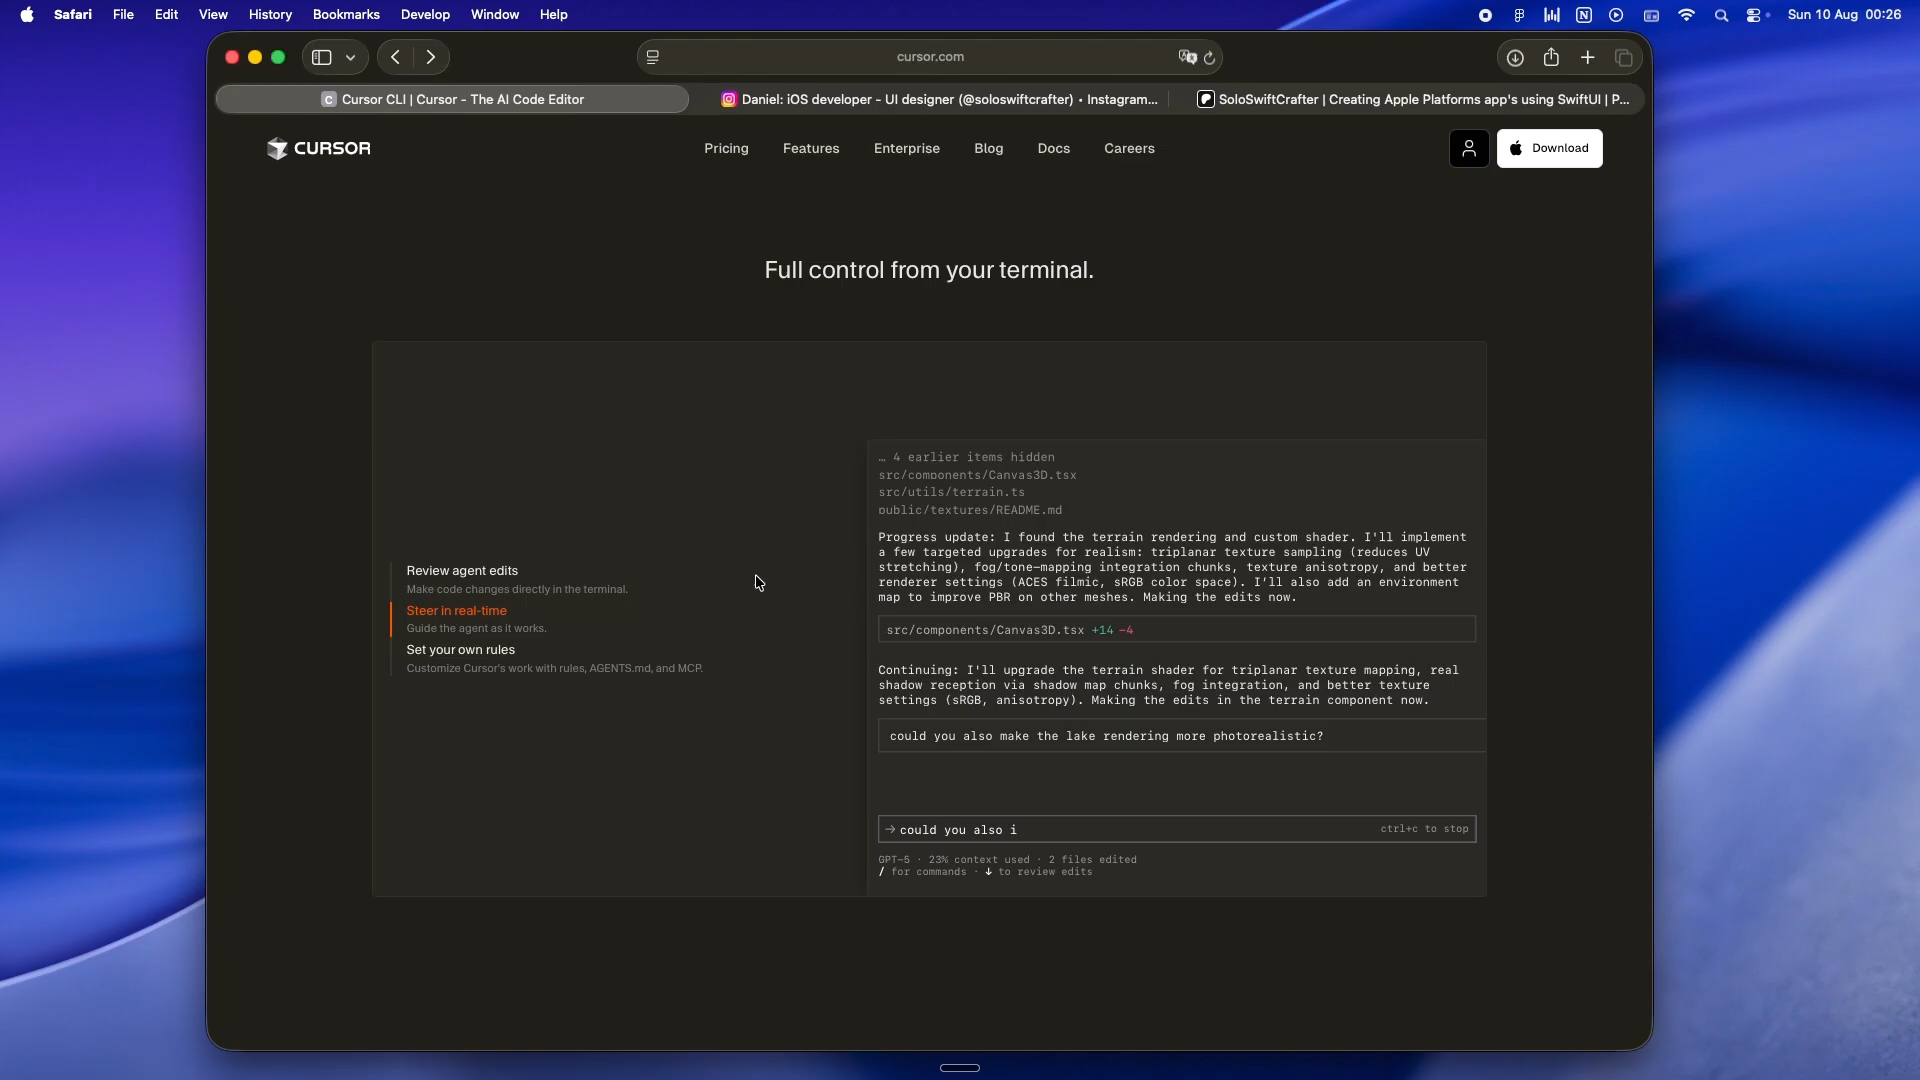 Safari File Edit View History Bookmarks Develop Window Help
Sun 10 Aug 00:26
cursor.com
Cursor CLI | Cursor - The AI Code Editor
Daniel: iOS developer - UI designer (@soloswiftcrafter) • Instagram...
SoloSwiftCrafter | Creating Apple Platforms app's using SwiftUI | P...
CURSOR
Pricing Features Enterprise Blog Docs Careers
Download
Full control from your terminal.
Review agent edits
Make code changes directly in the terminal.
Steer in real-time
Guide the agent as it works.
Set your own rules
Customize Cursor's work with rules, AGENTS.md, and MCP.
… 4 earlier items hidden
src/components/Canvas3D.tsx
src/utils/terrain.ts
public/textures/README.md
Progress update: I found the terrain rendering and custom shader. I'll implement
a few targeted upgrades for realism: triplanar texture sampling (reduces UV
stretching), fog/tone-mapping integration chunks, texture anisotropy, and better
renderer settings (ACES filmic, sRGB color space). I'll also add an environment
map to improve PBR on other meshes. Making the edits now.
src/components/Canvas3D.tsx +14 -4
Continuing: I'll upgrade the terrain shader for triplanar texture mapping, real
shadow reception via shadow map chunks, fog integration, and better texture
settings (sRGB, anisotropy). Making the edits in the terrain component now.
could you also make the lake rendering more photorealistic?
→ could you also i ctrl+c to stop
GPT-5 · 23% context used · 2 files edited
/ for commands · ↓ to review edits